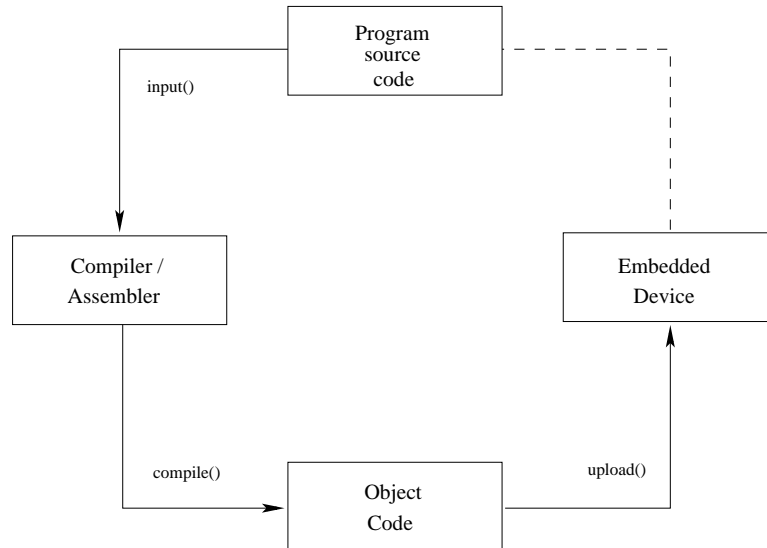 Program
source
code
input()
Compiler /
Assembler
Embedded
Device
compile()
Object
Code
upload()